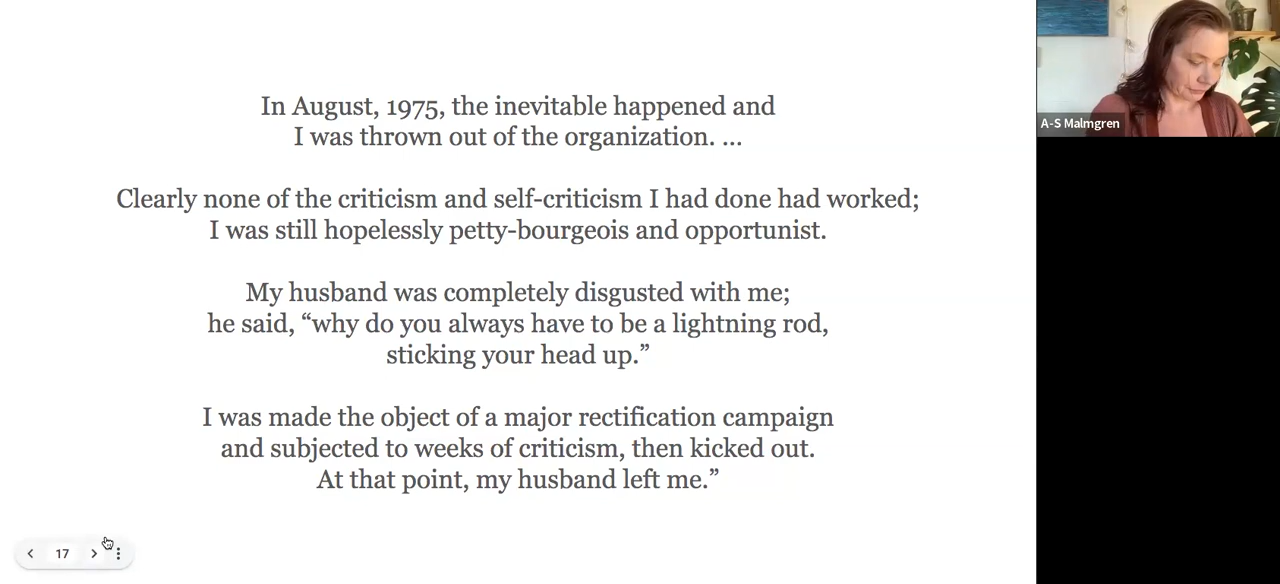 In August, 1975, the inevitable happened and
I was thrown out of the organization. ...
Clearly none of the criticism and self-criticism I had done had worked;
I was still hopelessly petty-bourgeois and opportunist.
My husband was completely disgusted with me;
he said, “why do you always have to be a lightning rod,
sticking your head up.”
I was made the object of a major rectification campaign
and subjected to weeks of criticism, then kicked out.
At that point, my husband left me.”
17
A-S Malmgren